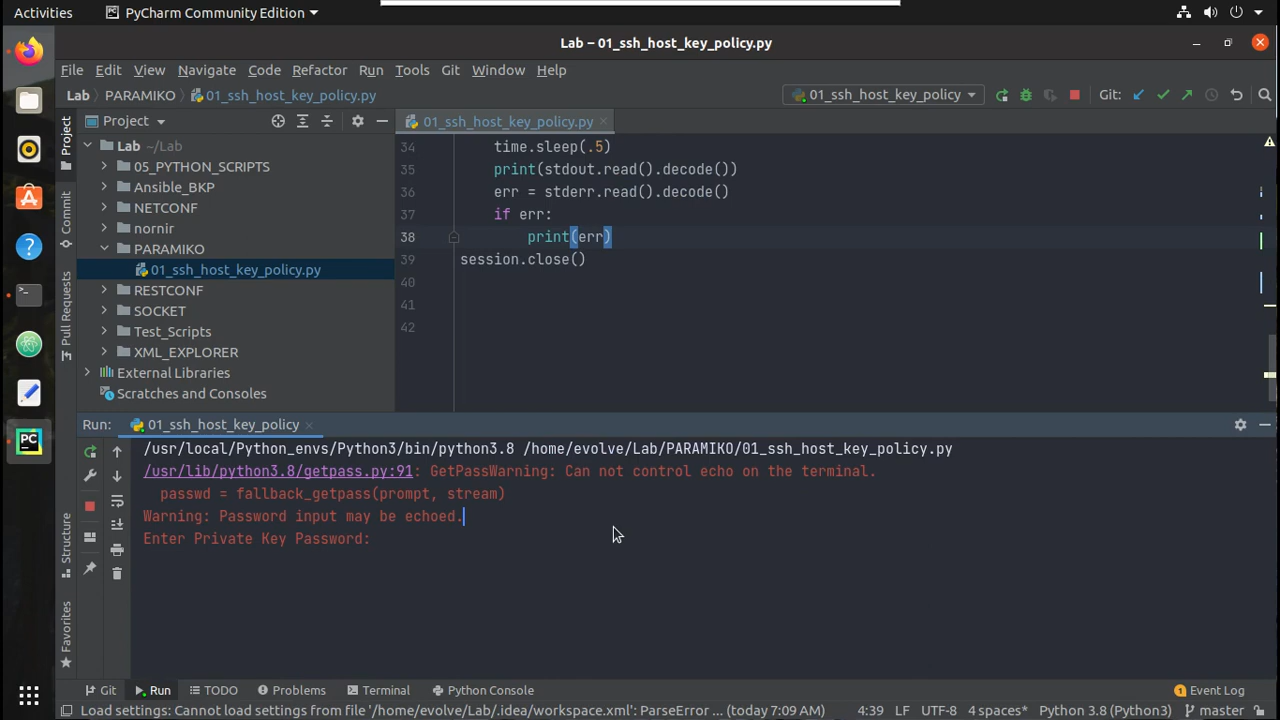 Activities
PyCharm Community Edition
Lab – 01_ssh_host_key_policy.py
File Edit View Navigate Code Refactor Run Tools Git Window Help
Lab PARAMIKO 01_ssh_host_key_policy.py
01_ssh_host_key_policy
Git:
Project
Commit
Pull Requests
Structure
Favorites
Project
Lab ~/Lab
05_PYTHON_SCRIPTS
Ansible_BKP
NETCONF
nornir
PARAMIKO
01_ssh_host_key_policy.py
RESTCONF
SOCKET
Test_Scripts
XML_EXPLORER
External Libraries
Scratches and Consoles
01_ssh_host_key_policy.py
34 time.sleep(.5)
35 print(stdout.read().decode())
36 err = stderr.read().decode()
37 if err:
38 print(err)
39 session.close()
40
41
42
Run: 01_ssh_host_key_policy
/usr/local/Python_envs/Python3/bin/python3.8 /home/evolve/Lab/PARAMIKO/01_ssh_host_key_policy.py
/usr/lib/python3.8/getpass.py:91: GetPassWarning: Can not control echo on the terminal.
passwd = fallback_getpass(prompt, stream)
Warning: Password input may be echoed.
Enter Private Key Password:
PC
Git Run TODO Problems Terminal Python Console
1 Event Log
Load settings: Cannot load settings from file '/home/evolve/Lab/.idea/workspace.xml': ParseError ... (today 7:09 AM)
4:39 LF UTF-8 4 spaces* Python 3.8 (Python3) master